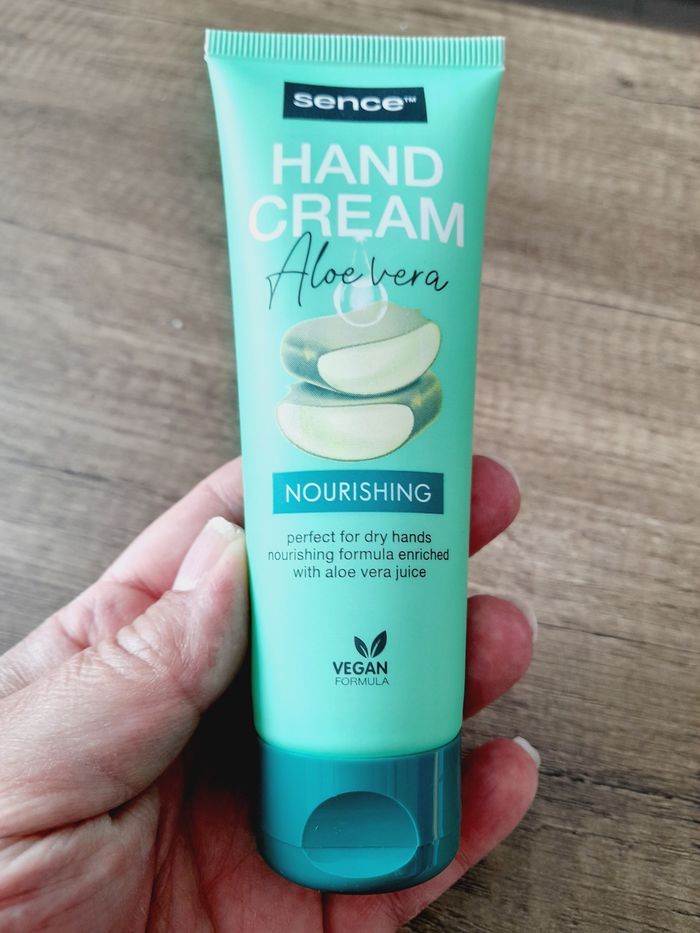 sence™
HAND
CREAM
Aloe vera
NOURISHING
perfect for dry hands
nourishing formula enriched
with aloe vera juice
VEGAN
FORMULA